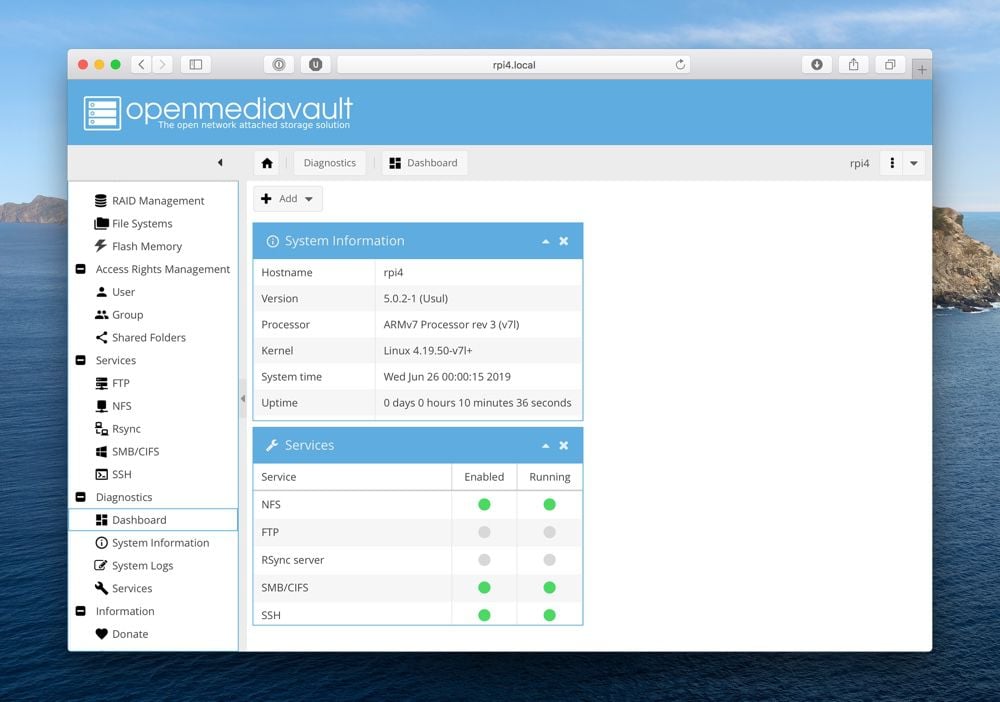 rpi4.local
openmediavault
The open network attached storage solution
Diagnostics Dashboard rpi4
RAID Management
File Systems
Flash Memory
Access Rights Management
User
Group
Shared Folders
Services
FTP
NFS
Rsync
SMB/CIFS
SSH
Diagnostics
Dashboard
System Information
System Logs
Services
Information
Donate
Add
System Information
Hostname rpi4
Version 5.0.2-1 (Usul)
Processor ARMv7 Processor rev 3 (v7l)
Kernel Linux 4.19.50-v7l+
System time Wed Jun 26 00:00:15 2019
Uptime 0 days 0 hours 10 minutes 36 seconds
Services
Service Enabled Running
NFS
FTP
RSync server
SMB/CIFS
SSH